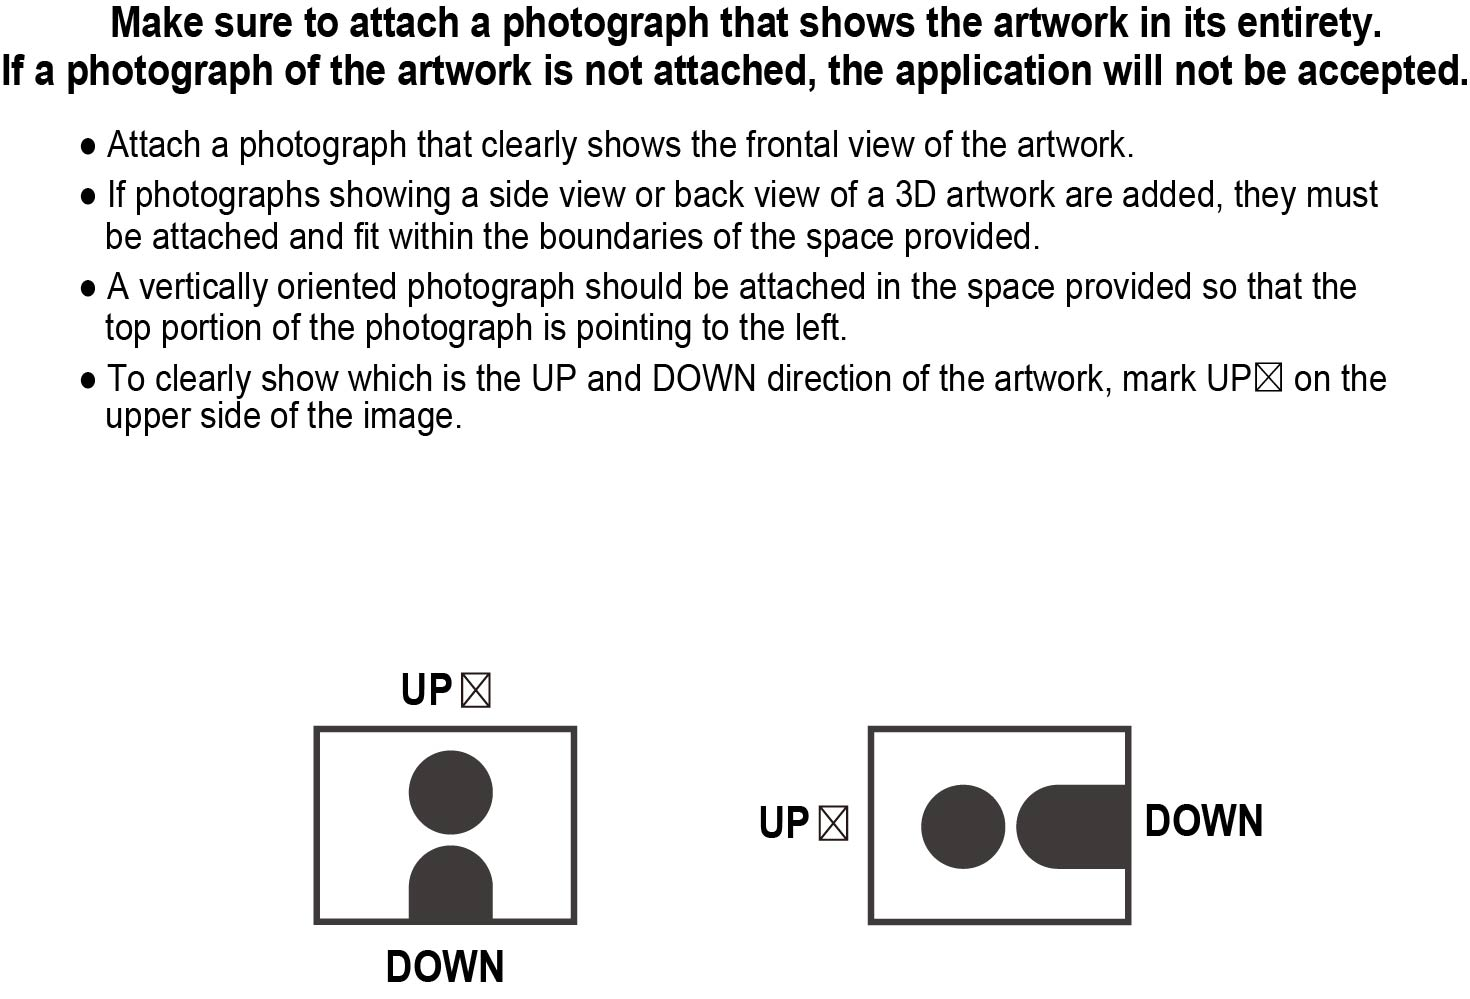 Make sure to attach a photograph that shows the artwork in its entirety.
If a photograph of the artwork is not attached, the application will not be accepted.
● Attach a photograph that clearly shows the frontal view of the artwork.
● If photographs showing a side view or back view of a 3D artwork are added, they must
be attached and fit within the boundaries of the space provided.
● A vertically oriented photograph should be attached in the space provided so that the
top portion of the photograph is pointing to the left.
● To clearly show which is the UP and DOWN direction of the artwork, mark UP☒ on the
upper side of the image.
UP☒
DOWN
UP☒
DOWN